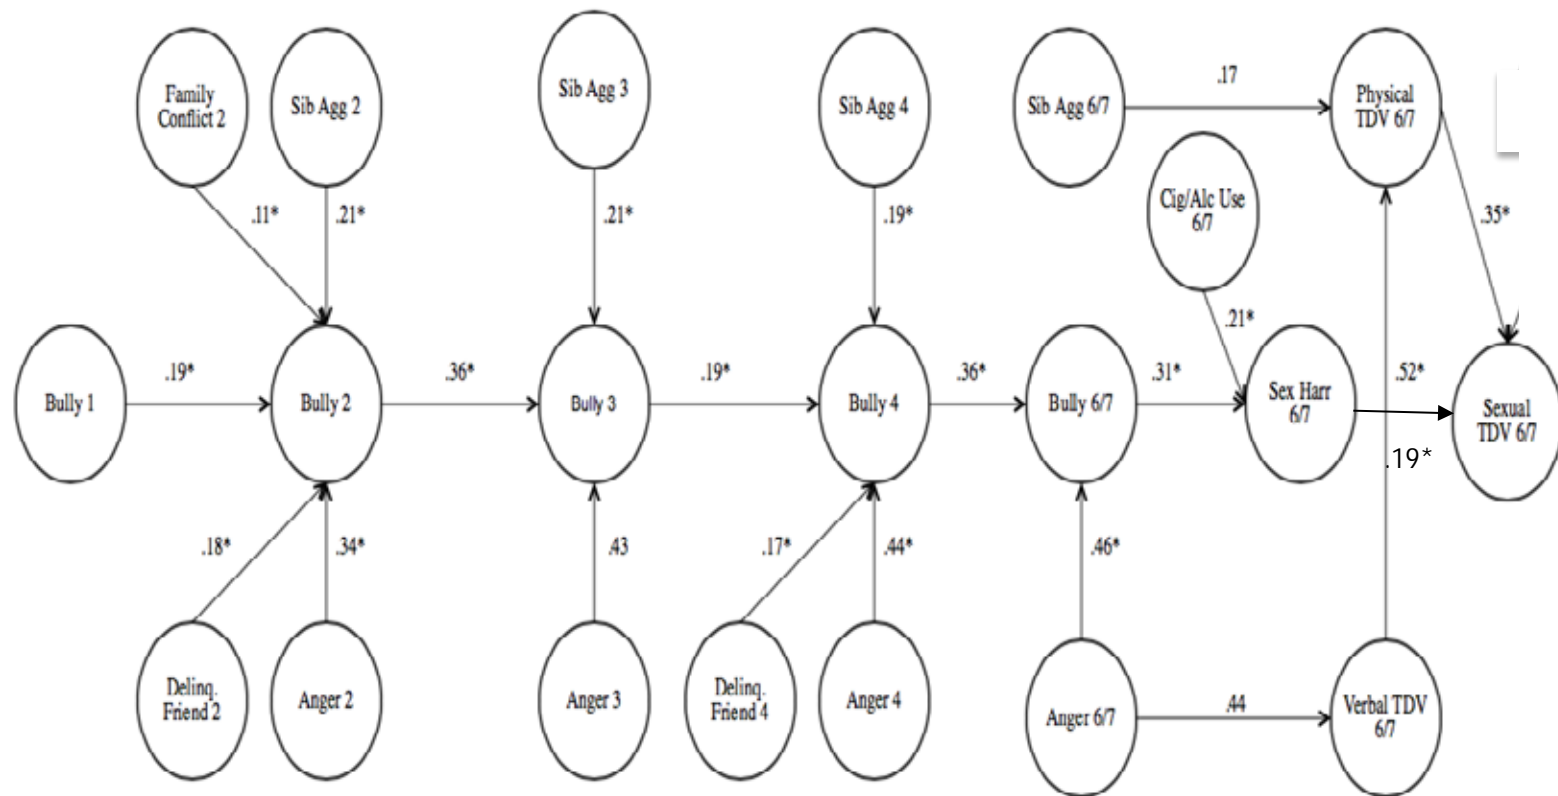 Family
Conflict 2
Sib Agg 2
Sib Agg 3
Sib Agg 4
Sib Agg 6/7
.17
Physical
TDV 6/7
Cig/Alc Use
6/7
.11*
.21*
.21*
.19*
.35*
.21*
Bully 1
.19*
Bully 2
.36*
Bully 3
.19*
Bully 4
.36*
Bully 6/7
.31*
Sex Harr
6/7
.52*
Sexual
TDV 6/7
.19*
.18*
.34*
.43
.17*
.44*
.46*
Delinq.
Friend 2
Anger 2
Anger 3
Delinq.
Friend 4
Anger 4
Anger 6/7
.44
Verbal TDV
6/7